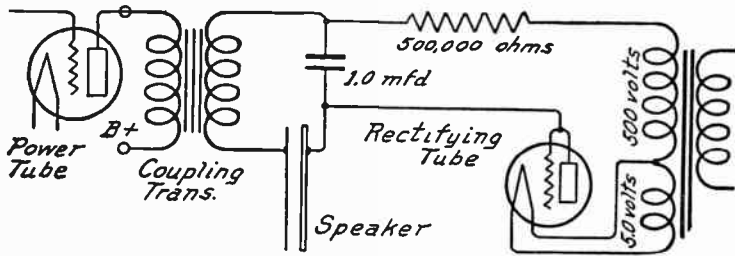 500,000 ohms
1.0 mfd
500 volts
B+
Power
Tube
Coupling
Trans.
Rectifying
Tube
5.0 volts
Speaker